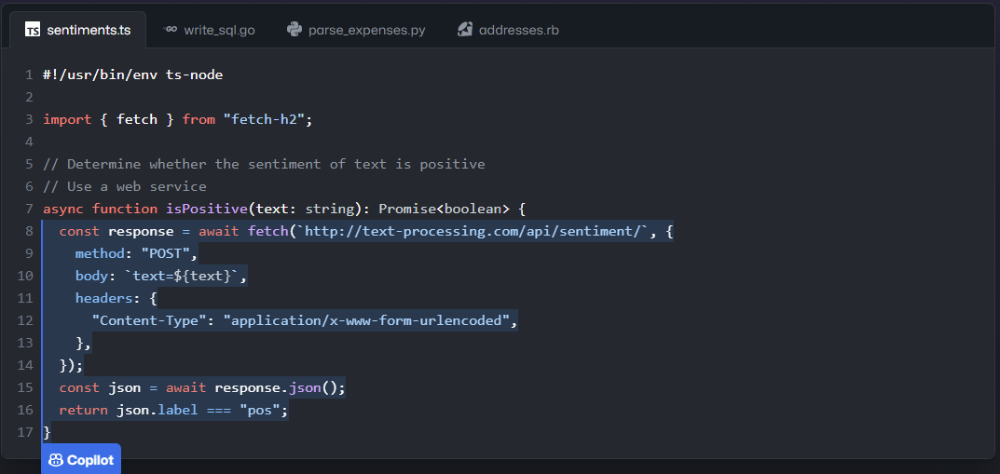 sentiments.ts write_sql.go parse_expenses.py addresses.rb
1 #!/usr/bin/env ts-node
2
3 import { fetch } from "fetch-h2";
4
5 // Determine whether the sentiment of text is positive
6 // Use a web service
7 async function isPositive(text: string): Promise<boolean> {
8   const response = await fetch(`http://text-processing.com/api/sentiment/`, {
9     method: "POST",
10     body: `text=${text}`,
11     headers: {
12       "Content-Type": "application/x-www-form-urlencoded",
13     },
14   });
15   const json = await response.json();
16   return json.label === "pos";
17 }
Copilot